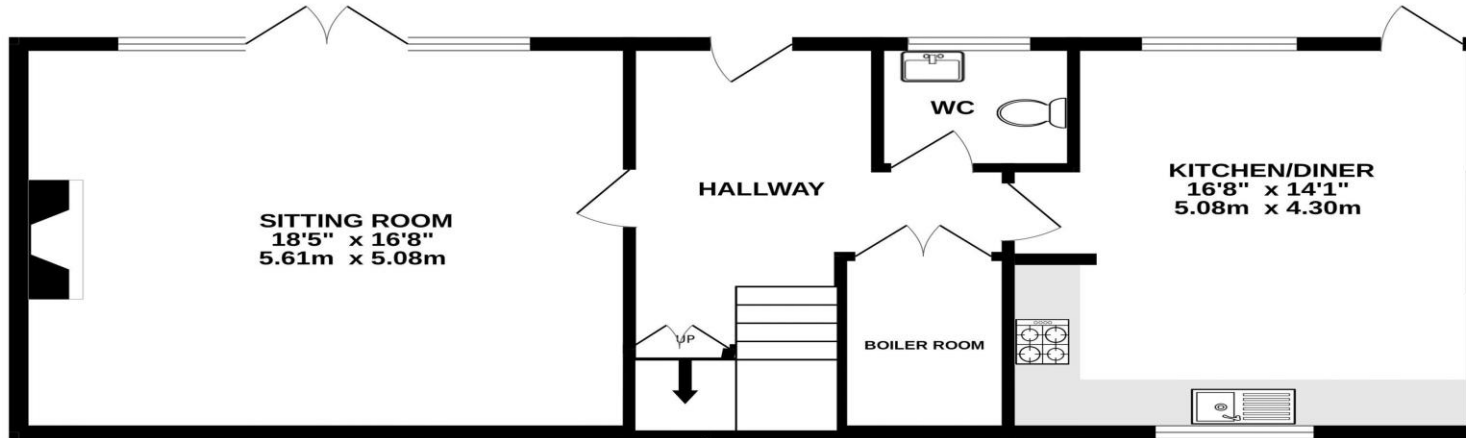 SITTING ROOM
18'5" x 16'8"
5.61m x 5.08m
HALLWAY
UP
WC
BOILER ROOM
KITCHEN/DINER
16'8" x 14'1"
5.08m x 4.30m